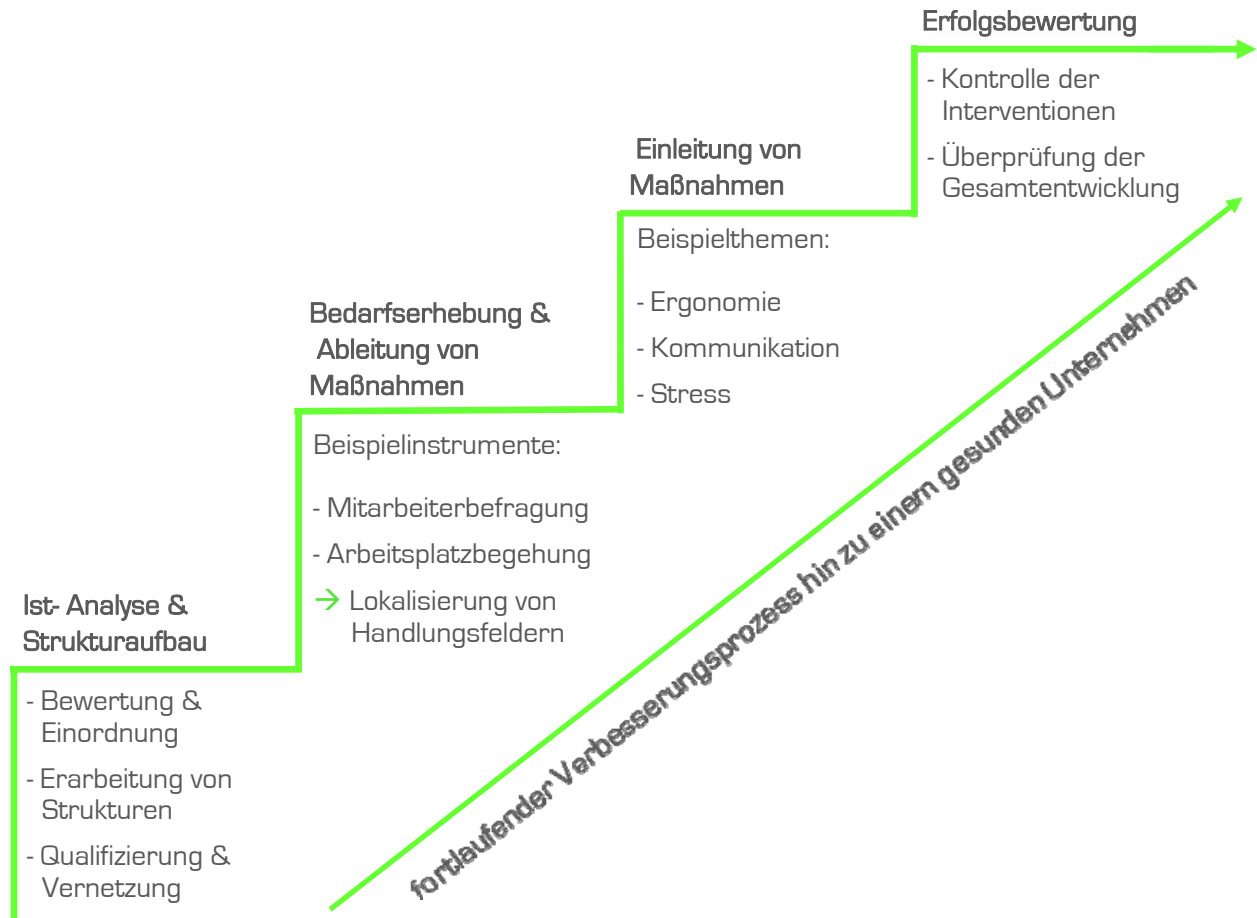 Erfolgsbewertung
- Kontrolle der
Interventionen
- Überprüfung der
Gesamtentwicklung
Einleitung von
Maßnahmen
Beispielthemen:
- Ergonomie
- Kommunikation
- Stress
Bedarfserhebung &
Ableitung von
Maßnahmen
Beispielinstrumente:
- Mitarbeiterbefragung
- Arbeitsplatzbegehung
→ Lokalisierung von
Handlungsfeldern
Ist- Analyse &
Strukturaufbau
- Bewertung &
Einordnung
- Erarbeitung von
Strukturen
- Qualifizierung &
Vernetzung
fortlaufender Verbesserungsprozess hin zu einem gesunden Unternehmen